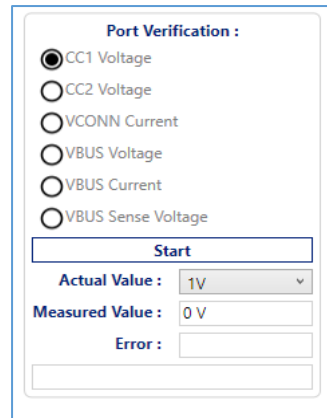 Port Verification :
CC1 Voltage
CC2 Voltage
VCONN Current
VBUS Voltage
VBUS Current
VBUS Sense Voltage
Start
Actual Value : 1V
Measured Value : 0 V
Error :